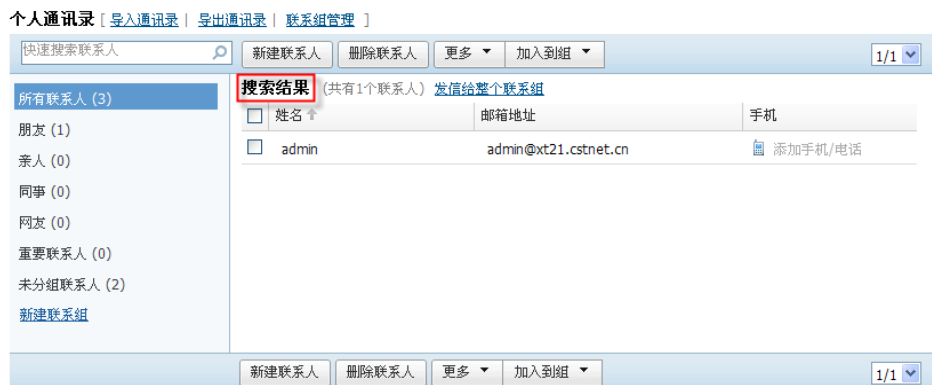 个人通讯录 [ 导入通讯录 | 导出通讯录 | 联系组管理 ]
快速搜索联系人 新建联系人 删除联系人 更多 加入到组 1/1
搜索结果 (共有1个联系人) 发信给整个联系组
所有联系人 (3)
姓名 邮箱地址 手机
朋友 (1)
admin admin@xt21.cstnet.cn 添加手机/电话
亲人 (0)
同事 (0)
网友 (0)
重要联系人 (0)
未分组联系人 (2)
新建联系组
新建联系人 删除联系人 更多 加入到组 1/1